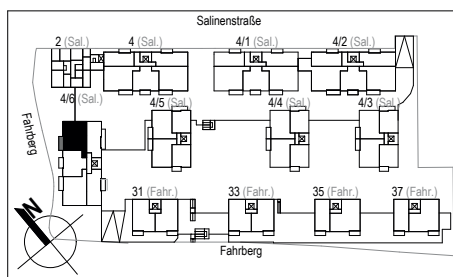 Salinenstraße
2 (Sal.) 4 (Sal.) 4/1 (Sal.) 4/2 (Sal.)
4/6 (Sal.) 4/5 (Sal.) 4/4 (Sal.) 4/3 (Sal.)
Fahrberg
31 (Fahr.) 33 (Fahr.) 35 (Fahr.) 37 (Fahr.)
N
Fahrberg